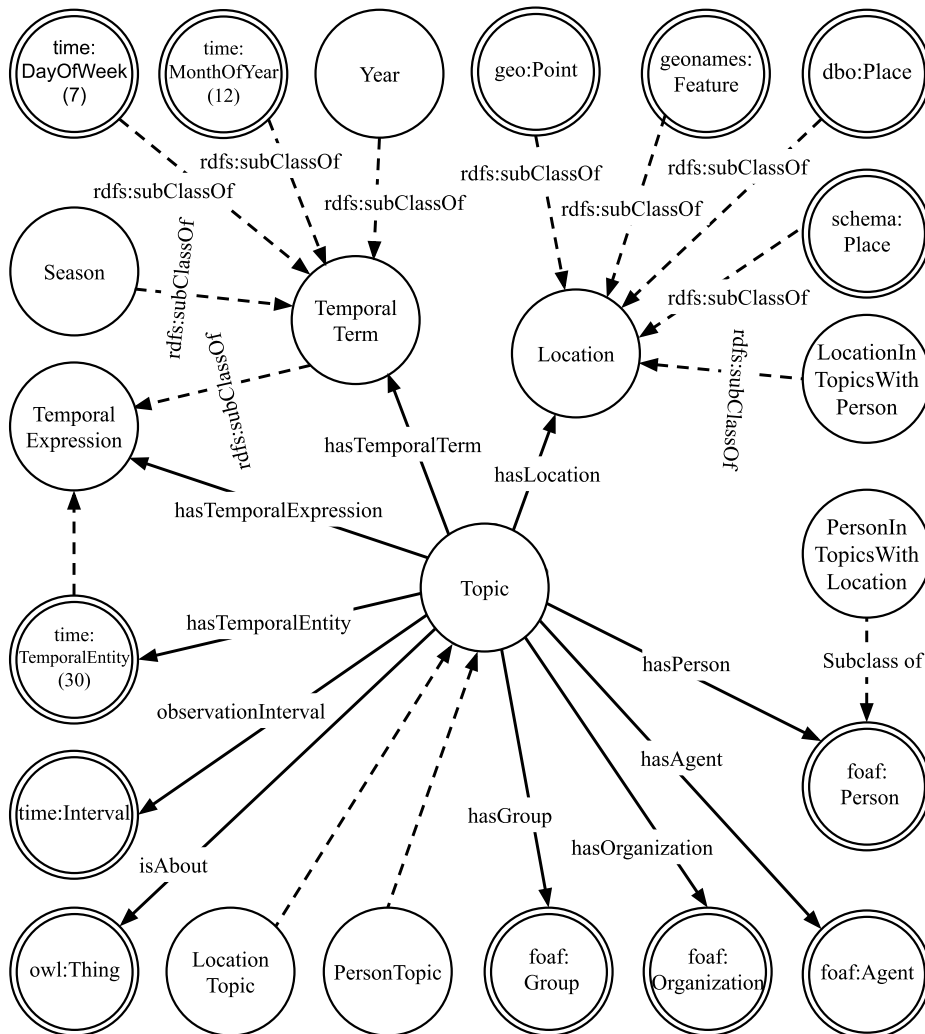 time:
DayOfWeek
(7)
time:
MonthOfYear
(12)
Year
geo:Point
geonames:
Feature
dbo:Place
rdfs:subClassOf
rdfs:subClassOf
rdfs:subClassOf
rdfs:subClassOf
rdfs:subClassOf
rdfs:subClassOf
schema:
Place
Season
rdfs:subClassOf
Temporal
Term
Location
rdfs:subClassOf
LocationIn
TopicsWith
Person
rdfs:subClassOf
rdfs:subClassOf
Temporal
Expression
hasTemporalTerm
hasLocation
hasTemporalExpression
PersonIn
TopicsWith
Location
Topic
hasTemporalEntity
time:
TemporalEntity
(30)
hasPerson
Subclass of
observationInterval
hasAgent
foaf:
Person
time:Interval
hasGroup
hasOrganization
isAbout
owl:Thing
Location
Topic
PersonTopic
foaf:
Group
foaf:
Organization
foaf:Agent